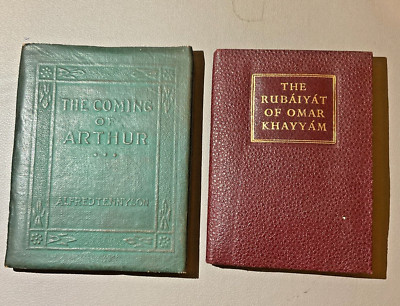 THE COMING
OF
ARTHUR
ALFRED TENNYSON
THE
RUBÁIYÁT
OF OMAR
KHAYYÁM